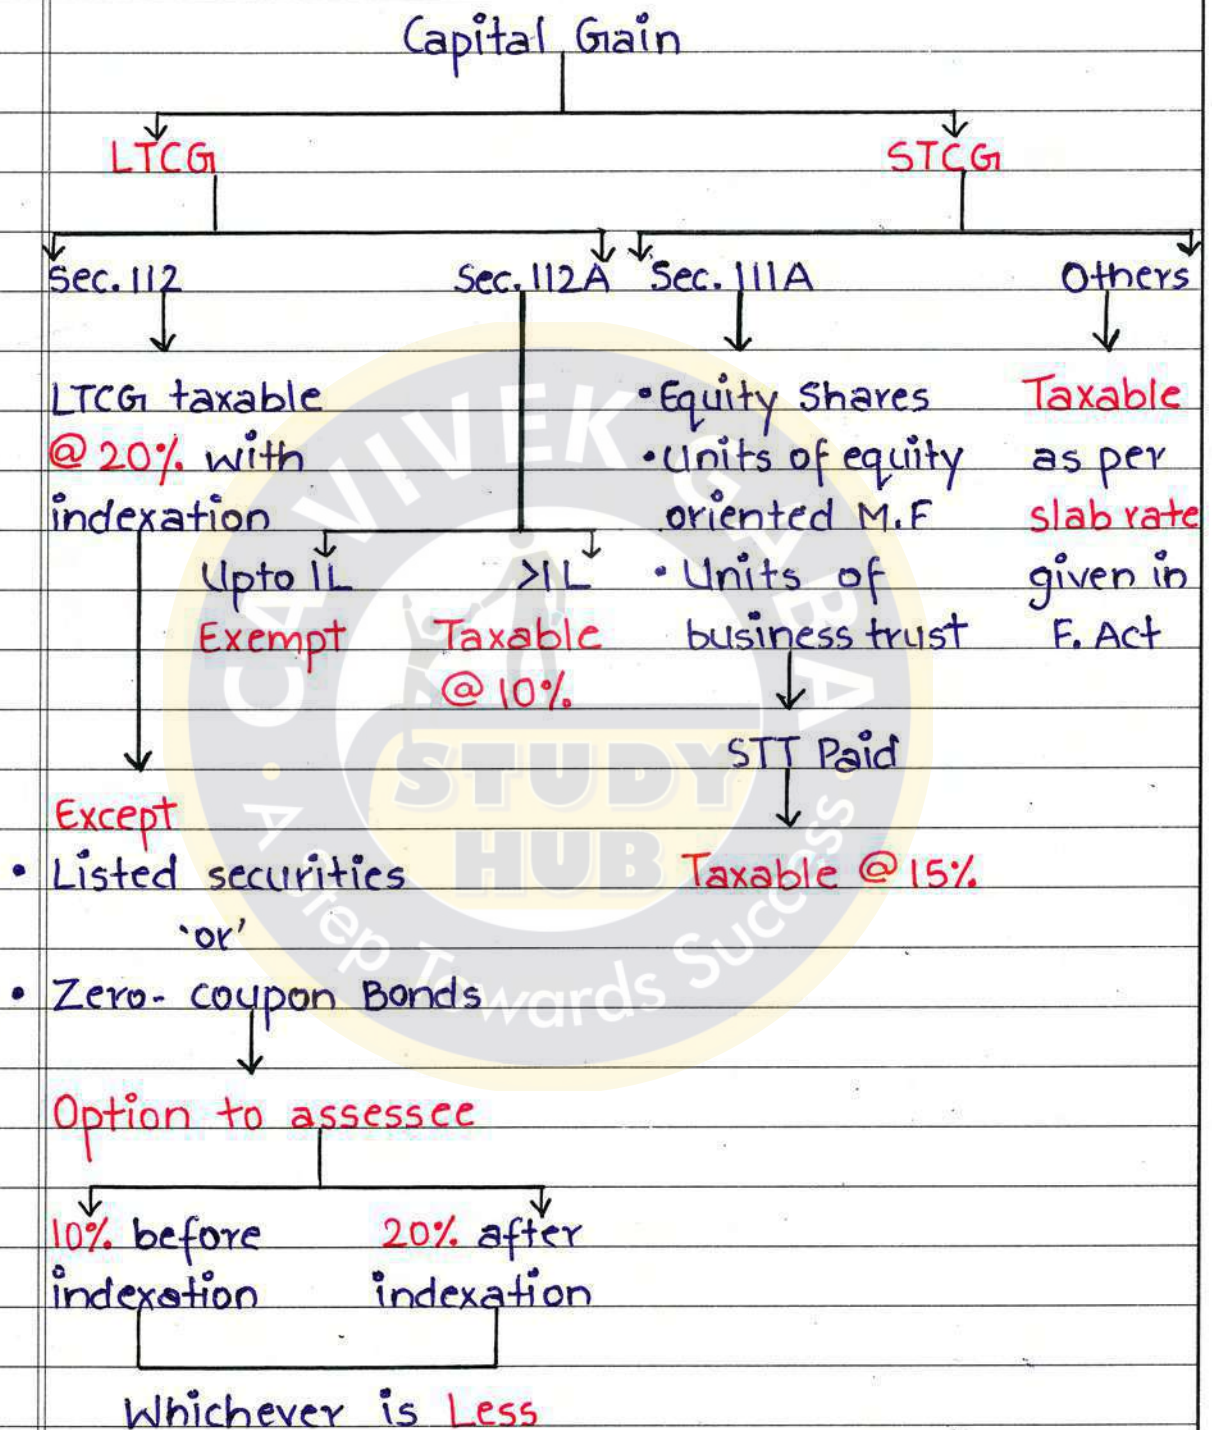 Capital Gain
LTCG
STCG
Sec. 112
Sec. 112A
Sec. 111A
Others
LTCG taxable
@ 20% with
indexation
Upto 1L
Exempt
>1L
Taxable
@ 10%
• Equity Shares
• Units of equity
oriented M.F
• Units of
business trust
STT Paid
Taxable @ 15%
Taxable
as per
slab rate
given in
F. Act
Except
• Listed securities
'or'
• Zero- coupon Bonds
Option to assessee
10% before
indexation
20% after
indexation
Whichever is Less
CA VIVEK GABA
STUDY
HUB
A Step Towards Success